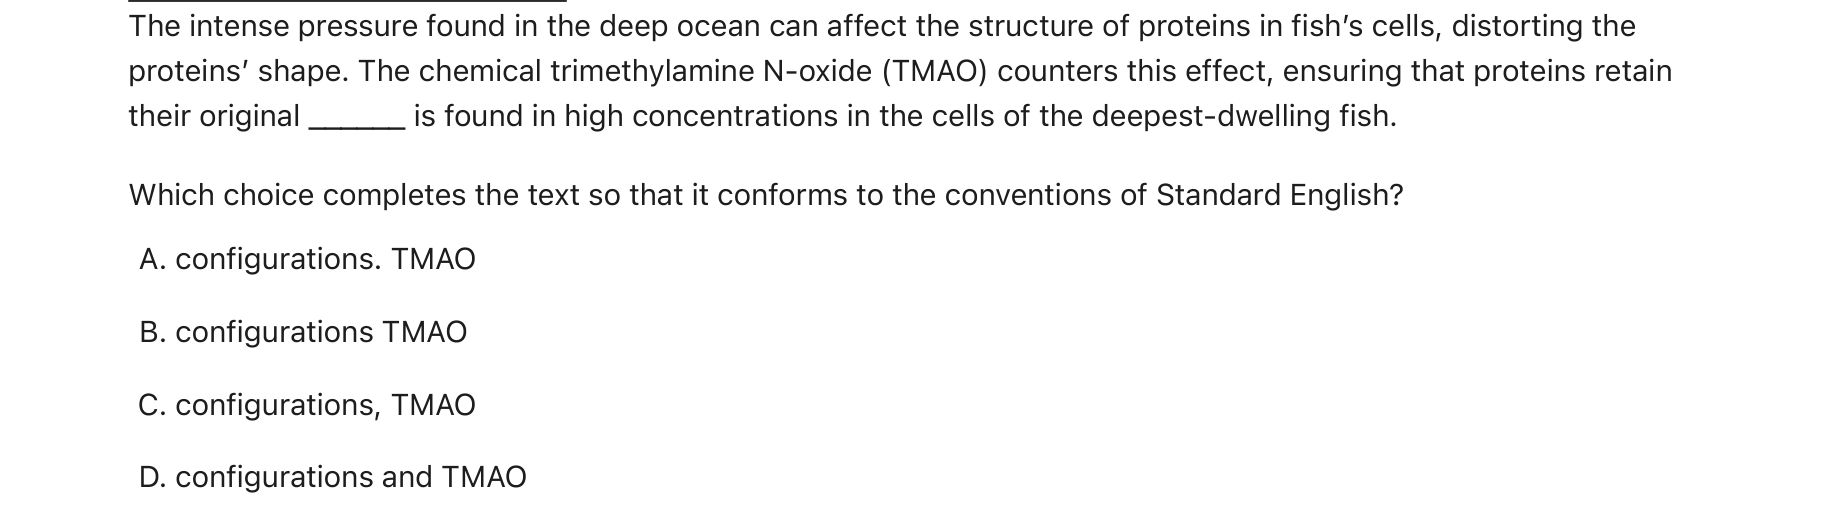 The intense pressure found in the deep ocean can affect the structure of proteins in fish’s cells, distorting the
proteins’ shape. The chemical trimethylamine N-oxide (TMAO) counters this effect, ensuring that proteins retain
their original ______ is found in high concentrations in the cells of the deepest-dwelling fish.
Which choice completes the text so that it conforms to the conventions of Standard English?
A. configurations. TMAO
B. configurations TMAO
C. configurations, TMAO
D. configurations and TMAO